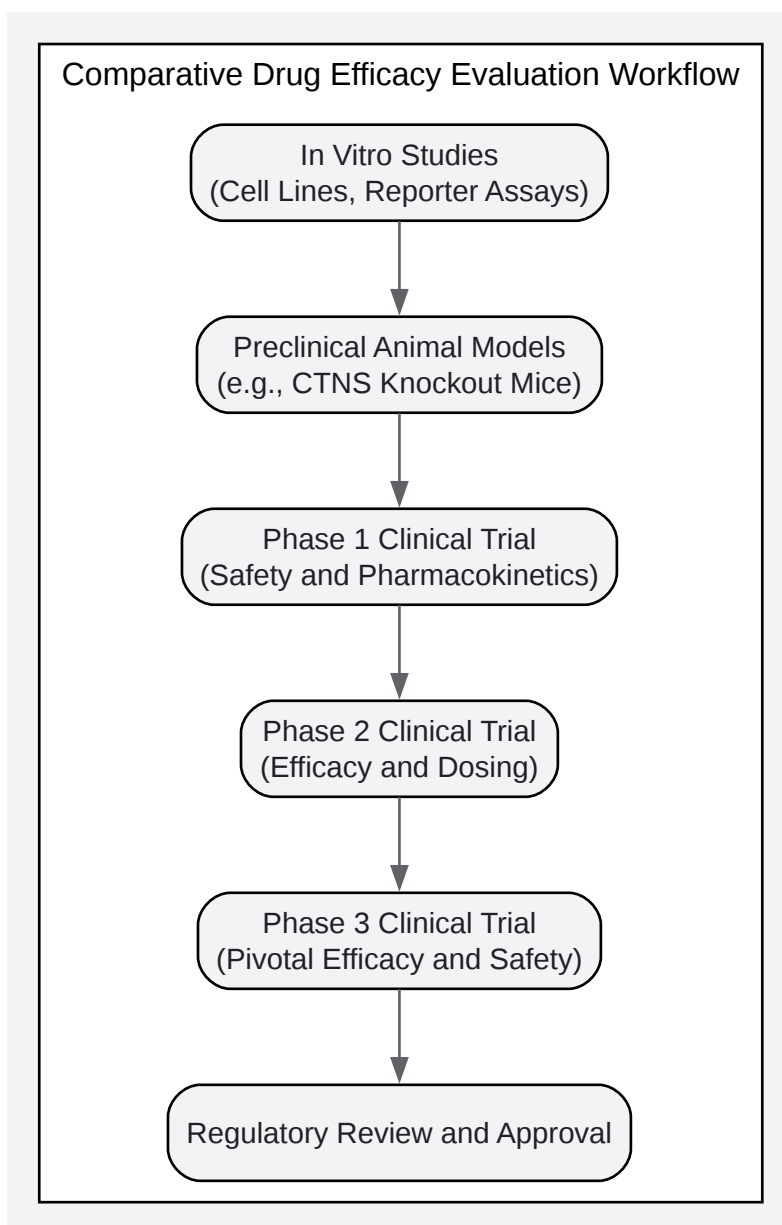 Comparative Drug Efficacy Evaluation Workflow
In Vitro Studies
(Cell Lines, Reporter Assays)
Preclinical Animal Models
(e.g., CTNS Knockout Mice)
Phase 1 Clinical Trial
(Safety and Pharmacokinetics)
Phase 2 Clinical Trial
(Efficacy and Dosing)
Phase 3 Clinical Trial
(Pivotal Efficacy and Safety)
Regulatory Review and Approval